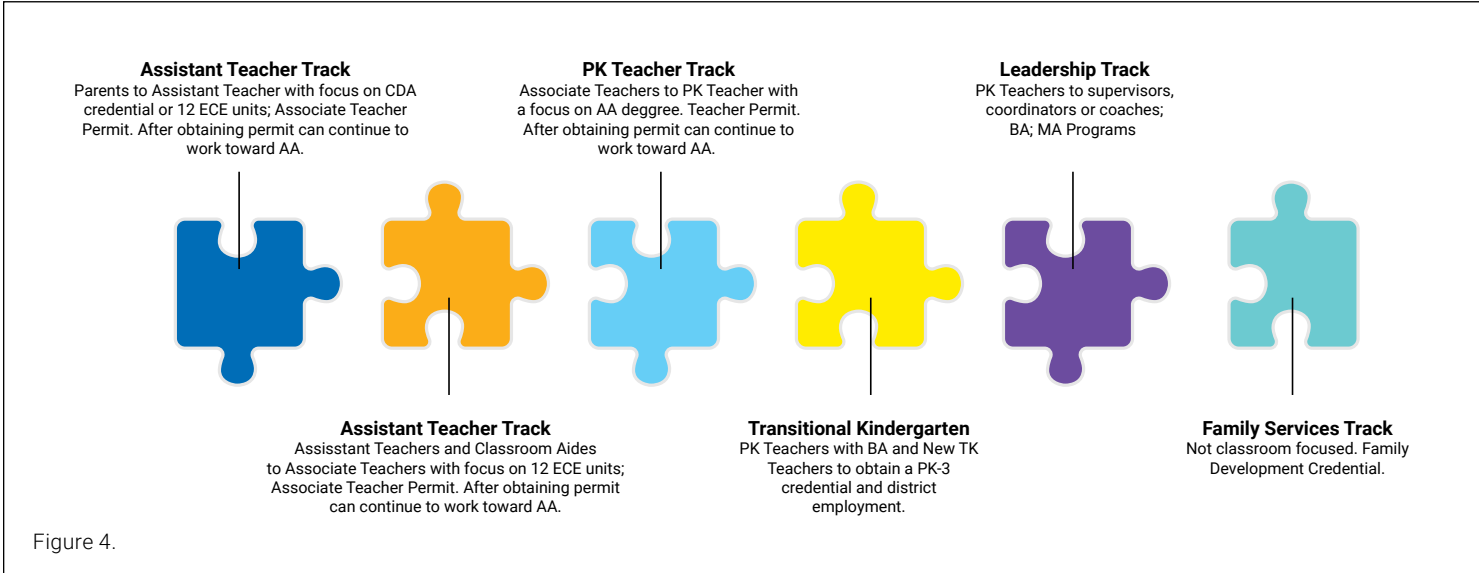 Assistant Teacher Track
Parents to Assistant Teacher with focus on CDA
credential or 12 ECE units; Associate Teacher
Permit. After obtaining permit can continue to
work toward AA.
PK Teacher Track
Associate Teachers to PK Teacher with
a focus on AA deggree. Teacher Permit.
After obtaining permit can continue to
work toward AA.
Leadership Track
PK Teachers to supervisors,
coordinators or coaches;
BA; MA Programs
Assistant Teacher Track
Assisstant Teachers and Classroom Aides
to Associate Teachers with focus on 12 ECE units;
Associate Teacher Permit. After obtaining permit
can continue to work toward AA.
Transitional Kindergarten
PK Teachers with BA and New TK
Teachers to obtain a PK-3
credential and district
employment.
Family Services Track
Not classroom focused. Family
Development Credential.
Figure 4.